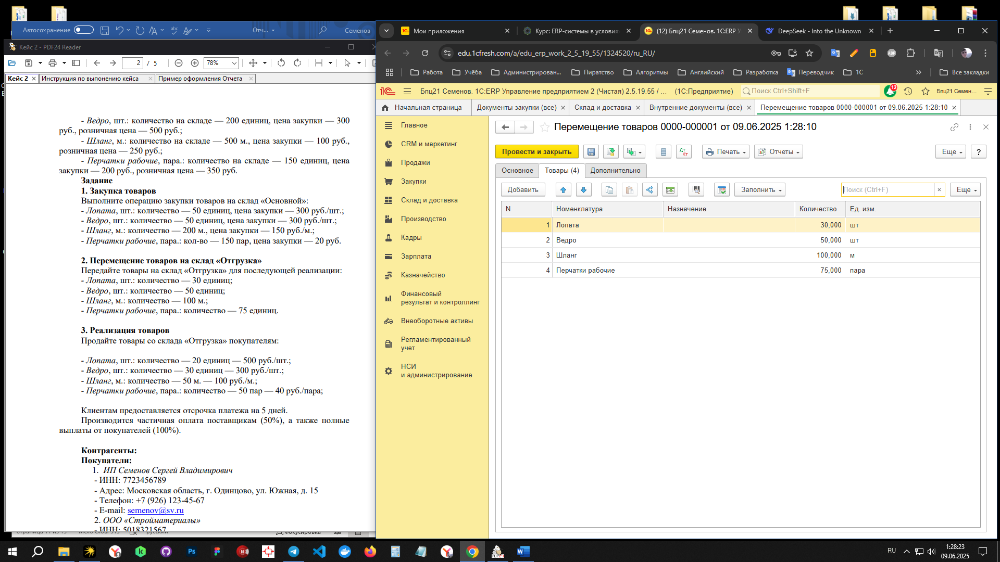 Автосохранение
Отч...
Семенов
Кейс 2 - PDF24 Reader
2 / 5
78%
Кейс 2
Инструкция по выпонению кейса
Пример оформления Отчета
- Ведро, шт.: количество на складе — 200 единиц, цена закупки — 300
руб., розничная цена — 500 руб.;
- Шланг, м.: количество на складе — 500 м., цена закупки — 100 руб.,
розничная цена — 250 руб.;
- Перчатки рабочие, пара.: количество на складе — 150 единиц, цена
закупки — 200 руб., розничная цена — 350 руб.
Задание
1. Закупка товаров
Выполните операцию закупки товаров на склад «Основной»:
- Лопата, шт.: количество — 50 единиц, цена закупки — 300 руб./шт.;
- Ведро, шт.: количество — 50 единиц, цена закупки — 300 руб./шт.;
- Шланг, м.: количество — 200 м., цена закупки — 150 руб./м.;
- Перчатки рабочие, пара.: кол-во — 150 пар, цена закупки — 20 руб.
2. Перемещение товаров на склад «Отгрузка»
Передайте товары на склад «Отгрузка» для последующей реализации:
- Лопата, шт.: количество — 30 единиц;
- Ведро, шт.: количество — 50 единиц;
- Шланг, м.: количество — 100 м.;
- Перчатки рабочие, пара.: количество — 75 единиц.
3. Реализация товаров
Продайте товары со склада «Отгрузка» покупателям:
- Лопата, шт.: количество — 20 единиц — 500 руб./шт.;
- Ведро, шт.: количество — 30 единиц — 300 руб./шт.;
- Шланг, м.: количество — 50 м. — 100 руб./м.;
- Перчатки рабочие, пара.: количество — 50 пар — 40 руб./пара;
Клиентам предоставляется отсрочка платежа на 5 дней.
Производится частичная оплата поставщикам (50%), а также полные
выплаты от покупателей (100%).
Контрагенты:
Покупатели:
1. ИП Семенов Сергей Владимирович
- ИНН: 7723456789
- Адрес: Московская область, г. Одинцово, ул. Южная, д. 15
- Телефон: +7 (926) 123-45-67
- E-mail: semenov@sv.ru
2. ООО «Стройматериалы»
- ИНН: 5018321567
Мои приложения
Курс: ERP-системы в условия
(12) Бпц21 Семенов. 1С:ERP У
DeepSeek - Into the Unknown
edu.1cfresh.com/a/edu_erp_work_2_5_19_55/1324520/ru_RU/
Работа
Учёба
Администрирован...
Пиратство
Алгоритмы
Английский
Разработка
Переводчик
1С
»
Все закладки
Бпц21 Семенов. 1С:ERP Управление предприятием 2 (Чистая) 2.5.19.55 / ... (1С:Предприятие)
Поиск Ctrl+Shift+F
12
Бпц21 Семен...
Начальная страница
Документы закупки (все)
Склад и доставка
Внутренние документы (все)
Перемещение товаров 0000-000001 от 09.06.2025 1:28:10
Главное
CRM и маркетинг
Продажи
Закупки
Склад и доставка
Производство
Кадры
Зарплата
Казначейство
Финансовый
результат и контроллинг
Внеоборотные активы
Регламентированный
учет
НСИ
и администрирование
Перемещение товаров 0000-000001 от 09.06.2025 1:28:10
Провести и закрыть
Дт
Кт
Печать
Отчеты
Еще
?
Основное
Товары (4)
Дополнительно
Добавить
Заполнить
Поиск (Ctrl+F)
×
Еще
N Номенклатура Назначение Количество Ед. изм.
1 Лопата 30,000 шт
2 Ведро 50,000 шт
3 Шланг 100,000 м
4 Перчатки рабочие 75,000 пара
Фокусировка
RU
1:28:23
09.06.2025